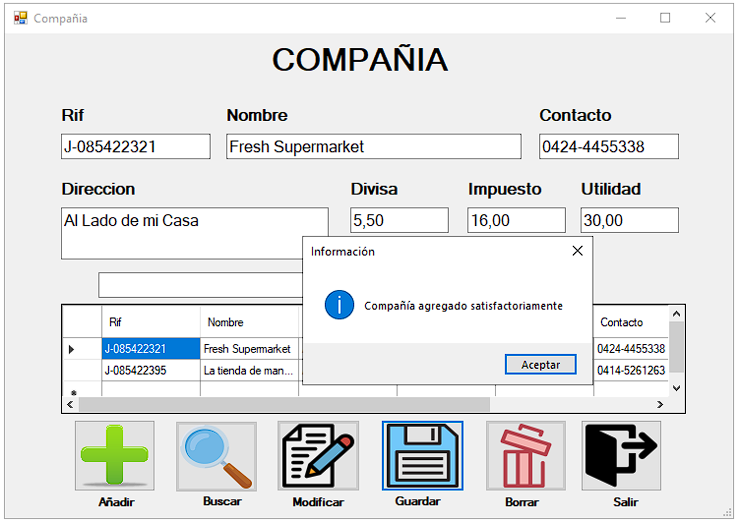 Compañia
COMPAÑIA
Rif Nombre Contacto
J-085422321 Fresh Supermarket 0424-4455338
Direccion Divisa Impuesto Utilidad
Al Lado de mi Casa 5,50 16,00 30,00
Información
Compañía agregado satisfactoriamente
Aceptar
Rif Nombre Contacto
J-085422321 Fresh Supermarket 0424-4455338
J-085422395 La tienda de man... 0414-5261263
Añadir Buscar Modificar Guardar Borrar Salir